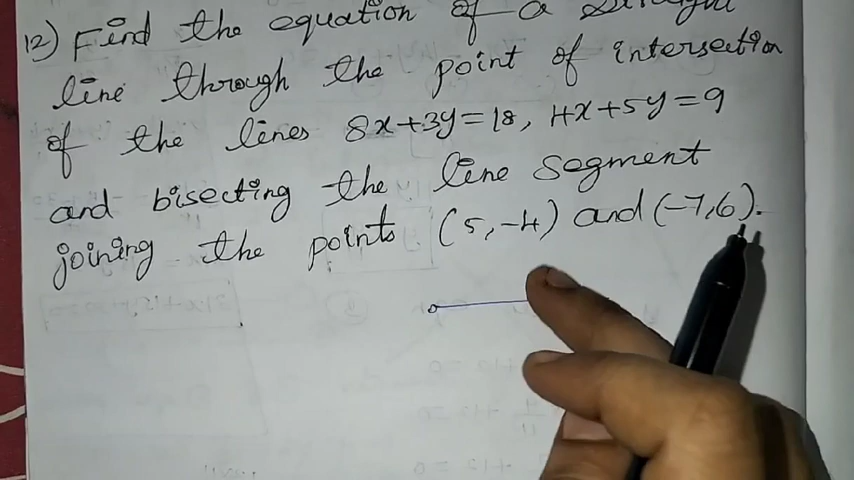 12) Find the equation of a straight
line through the point of intersection
of the lines 8x+3y=18, 4x+5y=9
and bisecting the line segment
joining the points (5,-4) and (-7,6).